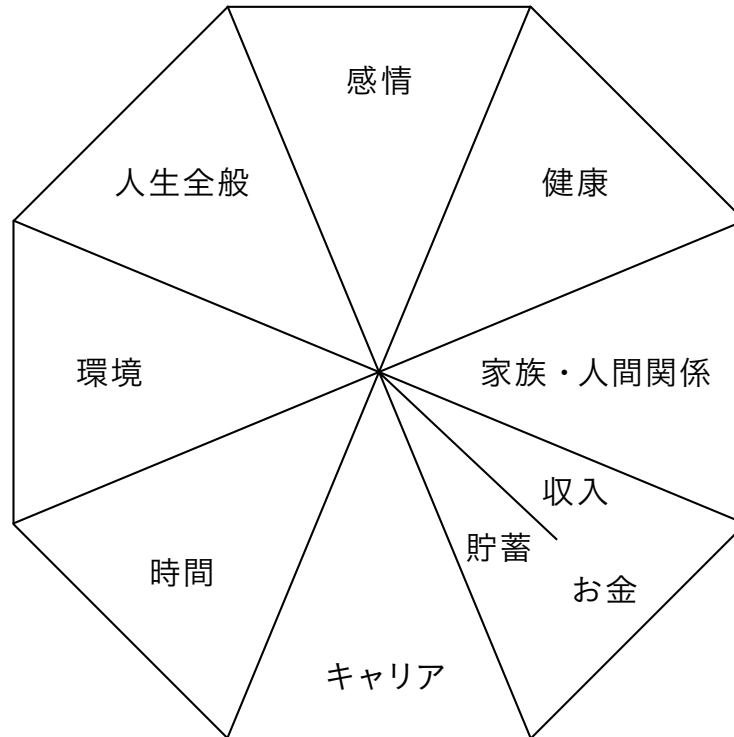 感情
人生全般
健康
環境
家族・人間関係
収入
貯蓄
時間
お金
キャリア